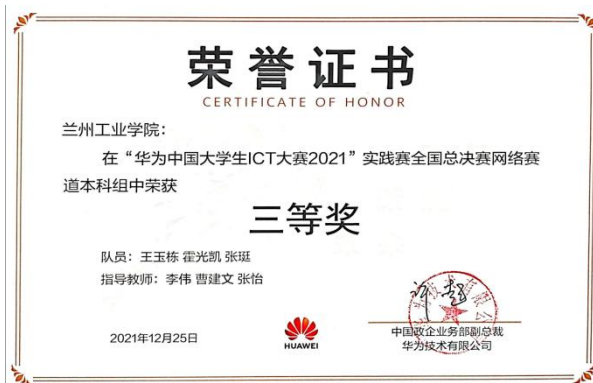 荣誉证书
CERTIFICATE OF HONOR
兰州工业学院：
在“华为中国大学生ICT大赛2021”实践赛全国总决赛网络赛
道本科组中荣获
三等奖
队员：王玉栋 霍光凯 张珽
指导教师：李伟 曹建文 张怡
2021年12月25日
HUAWEI
中国政企业务部副总裁
华为技术有限公司